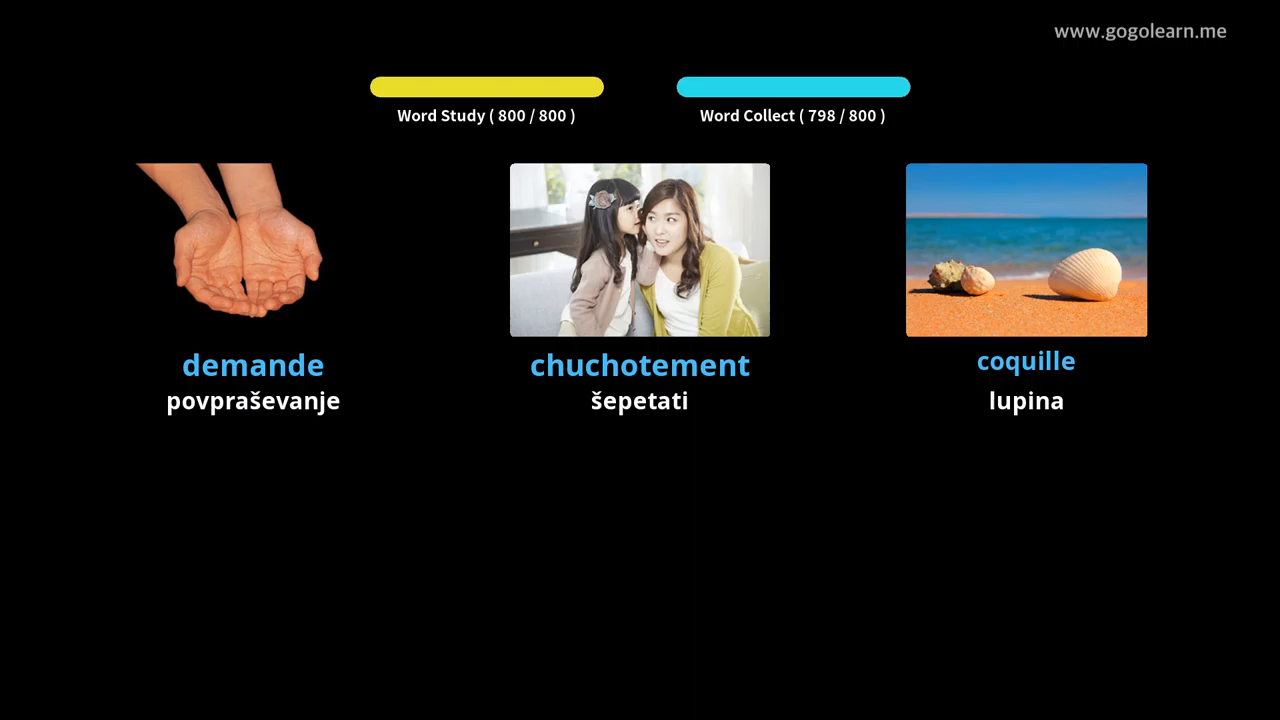 www.gogolearn.me
Word Study ( 800 / 800 )
Word Collect ( 798 / 800 )
demande
povpraševanje
chuchotement
šepetati
coquille
lupina